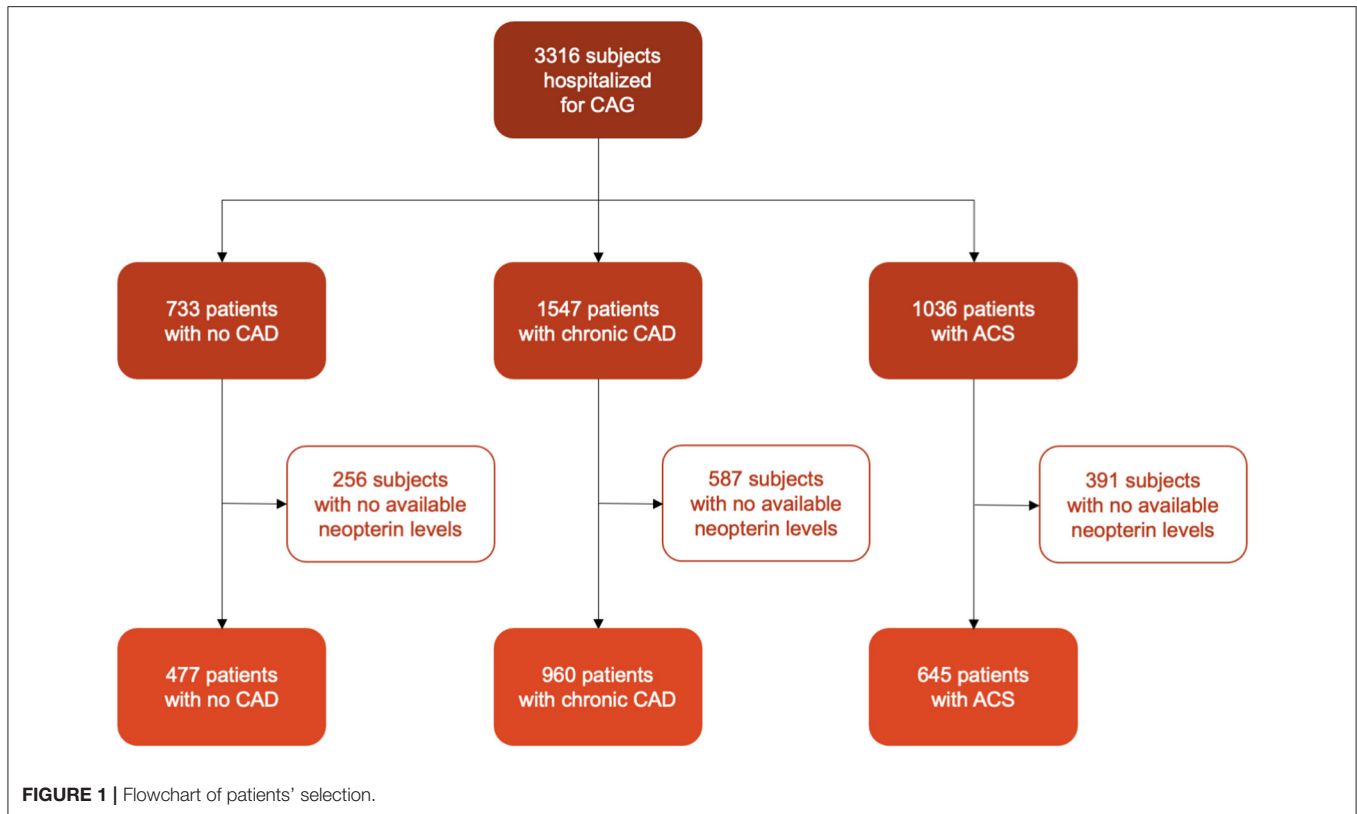 3316 subjects
hospitalized
for CAG
733 patients
with no CAD
1547 patients
with chronic CAD
1036 patients
with ACS
256 subjects
with no available
neopterin levels
587 subjects
with no available
neopterin levels
391 subjects
with no available
neopterin levels
477 patients
with no CAD
960 patients
with chronic CAD
645 patients
with ACS
FIGURE 1 | Flowchart of patients’ selection.